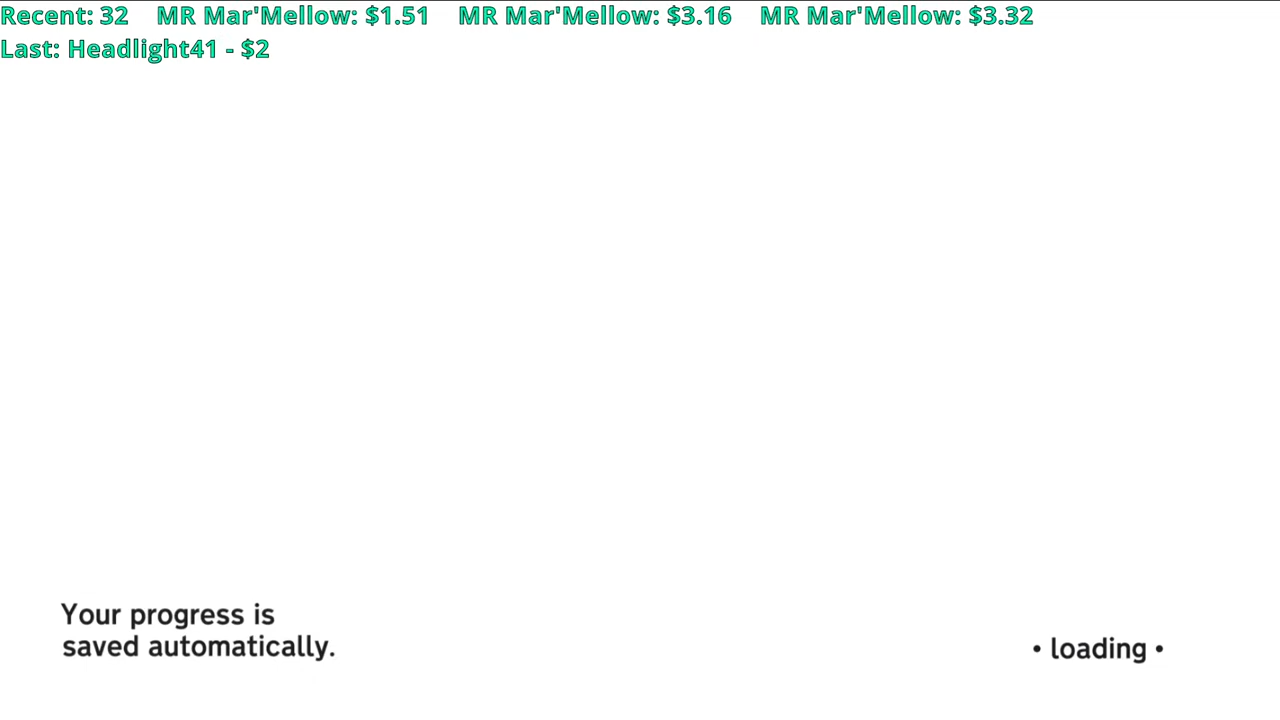 Recent: 32 MR Mar'Mellow: $1.51 MR Mar'Mellow: $3.16 MR Mar'Mellow: $3.32
Last: Headlight41 - $2
Your progress is
saved automatically.
• loading •